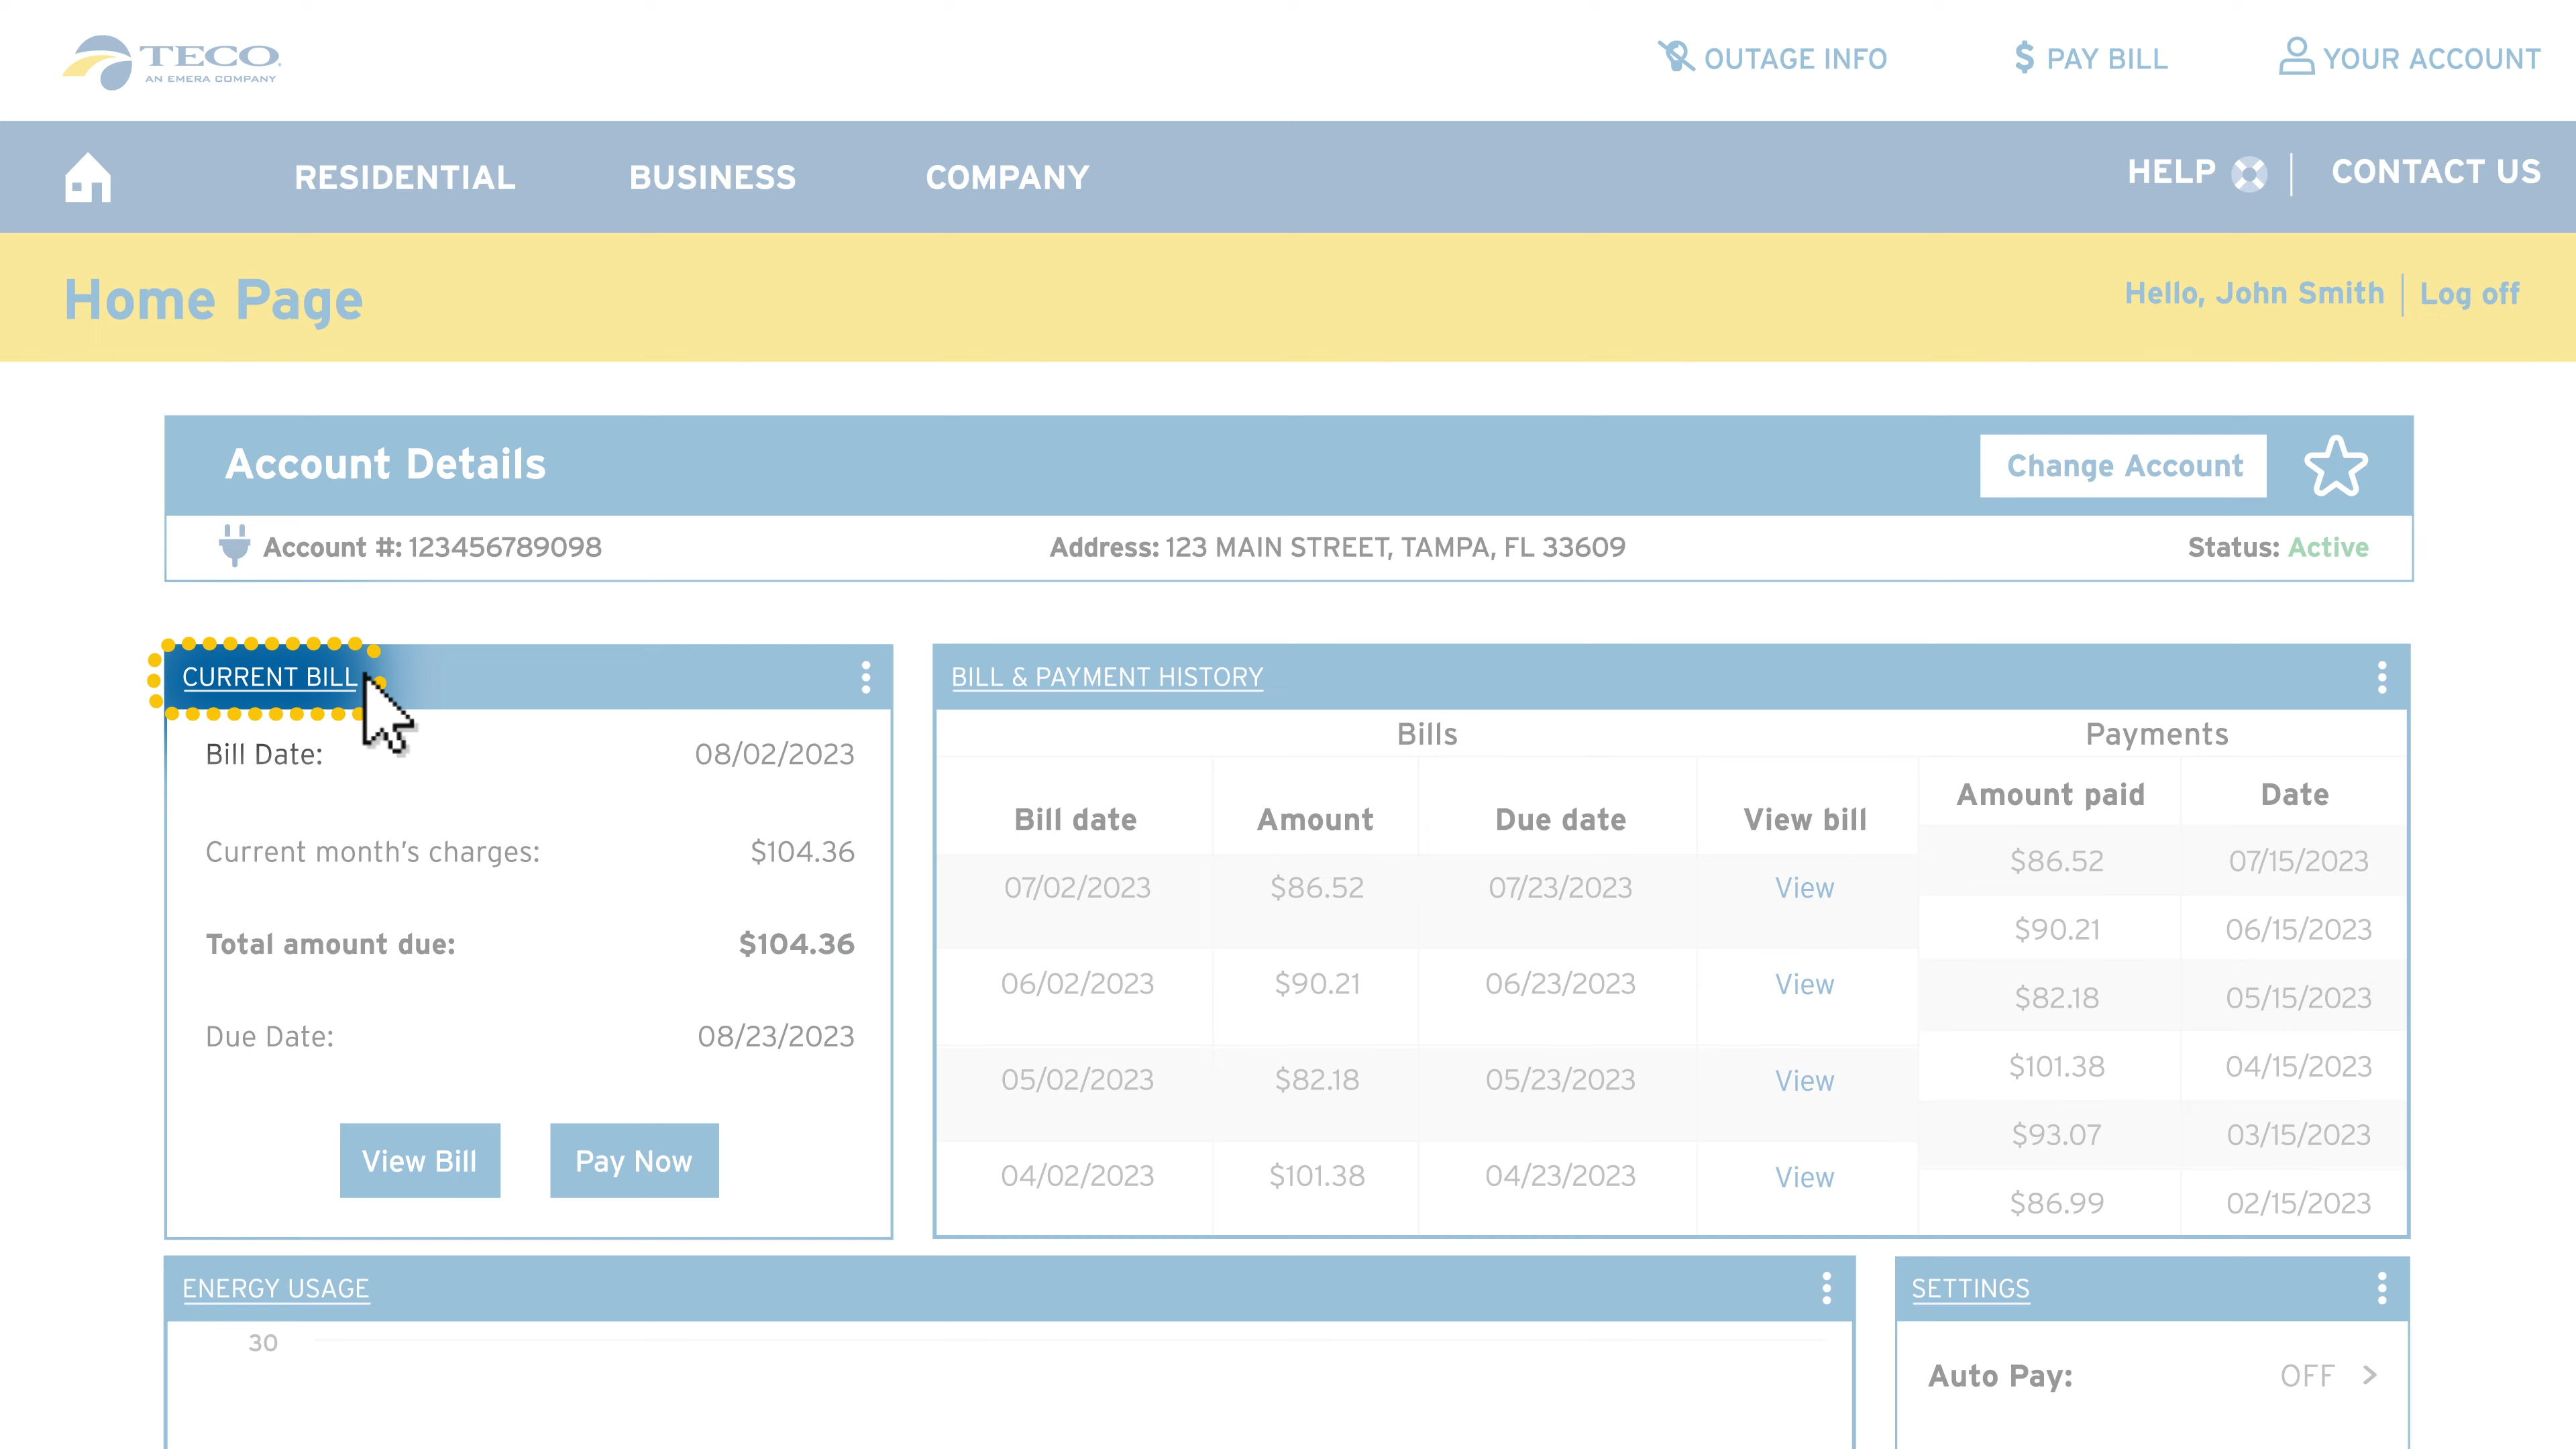 TECO.
AN EMERA COMPANY
OUTAGE INFO
$ PAY BILL
YOUR ACCOUNT
RESIDENTIAL
BUSINESS
COMPANY
HELP
CONTACT US
Home Page
Hello, John Smith
Log off
Account Details
Change Account
Account #: 123456789098
Address: 123 MAIN STREET, TAMPA, FL 33609
Status: Active
CURRENT BILL
Bill Date: 08/02/2023
Current month's charges: $104.36
Total amount due: $104.36
Due Date: 08/23/2023
View Bill
Pay Now
BILL & PAYMENT HISTORY
Bills
Bill date Amount Due date View bill
07/02/2023 $86.52 07/23/2023 View
06/02/2023 $90.21 06/23/2023 View
05/02/2023 $82.18 05/23/2023 View
04/02/2023 $101.38 04/23/2023 View
Payments
Amount paid Date
$86.52 07/15/2023
$90.21 06/15/2023
$82.18 05/15/2023
$101.38 04/15/2023
$93.07 03/15/2023
$86.99 02/15/2023
ENERGY USAGE
30
SETTINGS
Auto Pay: OFF >